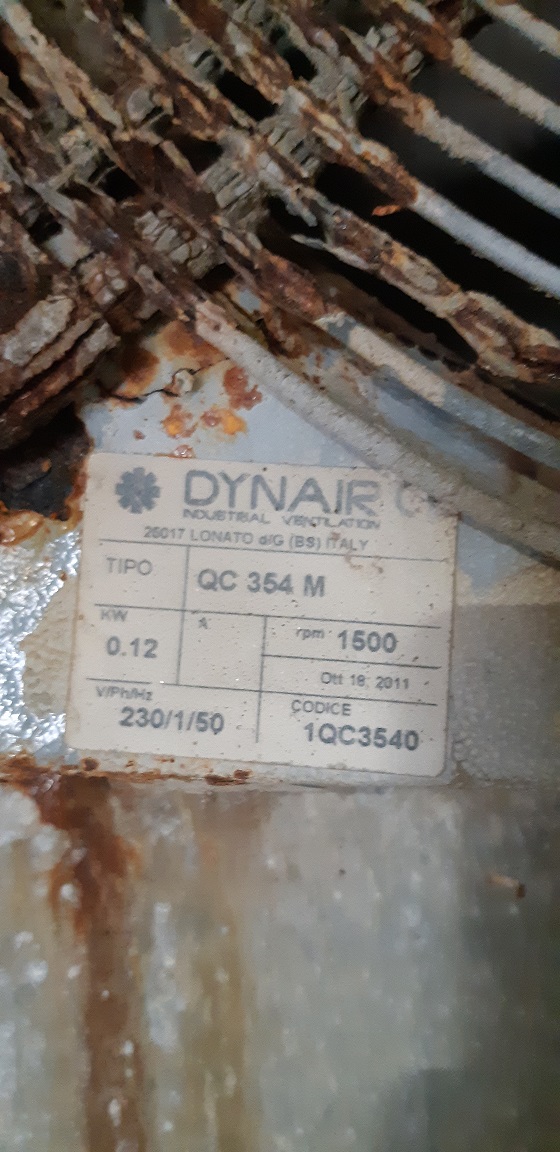 DYNAIR
INDUSTRIAL VENTILATION
25017 LONATO d/G (BS) ITALY
TIPO QC 354 M
KW A rpm 1500
0.12
Ott 18, 2011
V/Ph/Hz CODICE
230/1/50 1QC3540